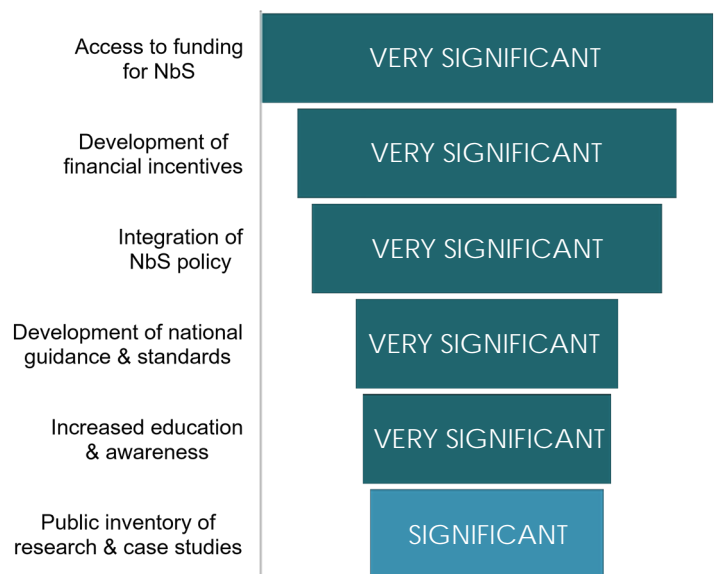 Access to funding
for NbS
VERY SIGNIFICANT
Development of
financial incentives
VERY SIGNIFICANT
Integration of
NbS policy
VERY SIGNIFICANT
Development of national
guidance & standards
VERY SIGNIFICANT
Increased education
& awareness
VERY SIGNIFICANT
Public inventory of
research & case studies
SIGNIFICANT